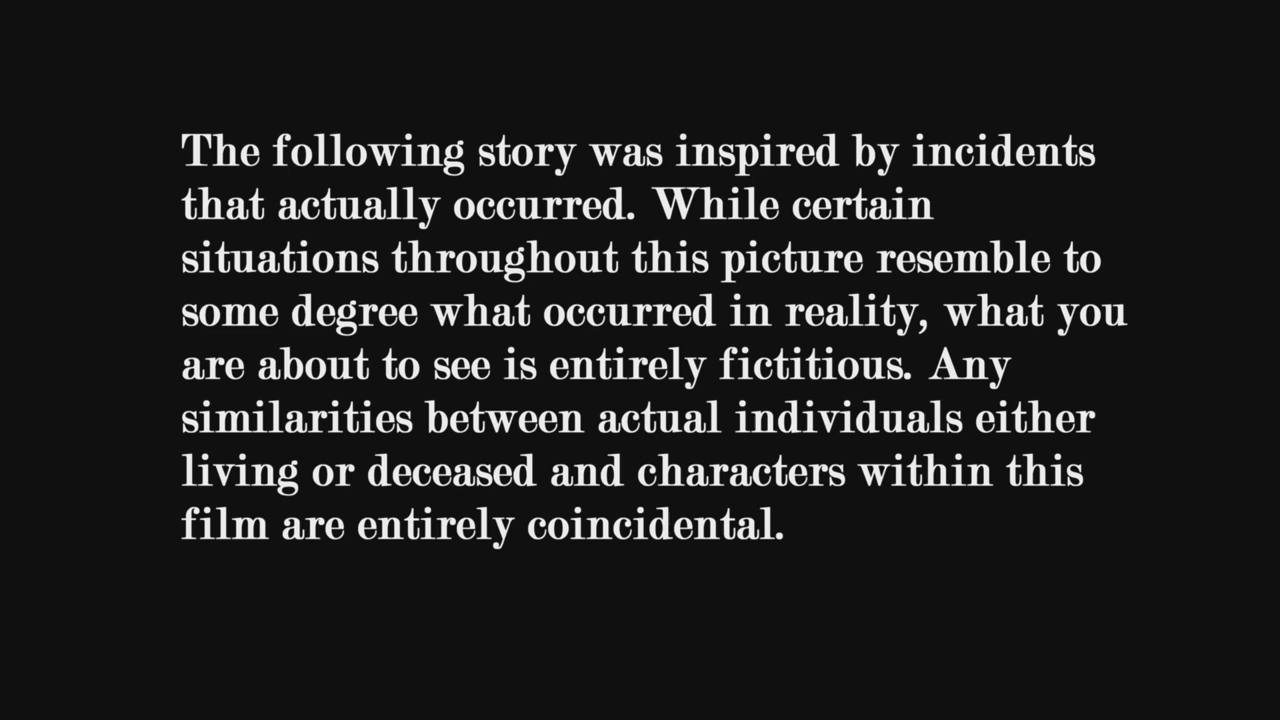 The following story was inspired by incidents
that actually occurred. While certain
situations throughout this picture resemble to
some degree what occurred in reality, what you
are about to see is entirely fictitious. Any
similarities between actual individuals either
living or deceased and characters within this
film are entirely coincidental.